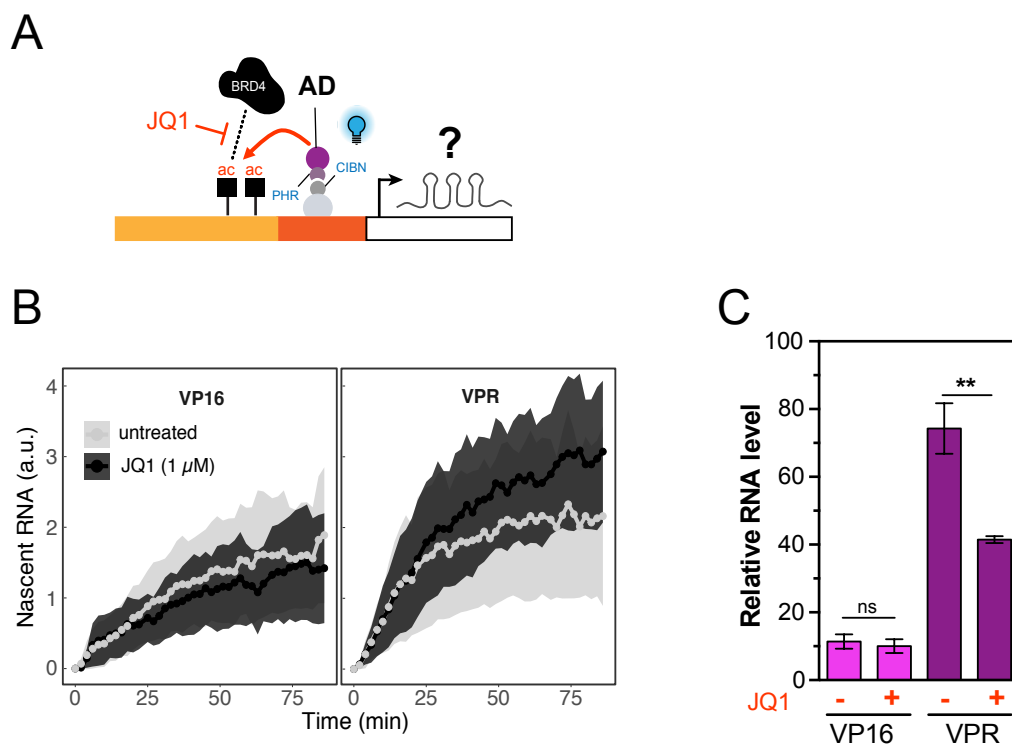 A
BRD4
AD
JQ1
?
ac ac
CIBN
PHR
B
C
VP16
VPR
untreated
JQ1 (1 µM)
Nascent RNA (a.u.)
4
3
2
1
0
0 25 50 75
0 25 50 75
Time (min)
Relative RNA level
100
80
60
40
20
0
ns
**
JQ1 - + - +
VP16 VPR